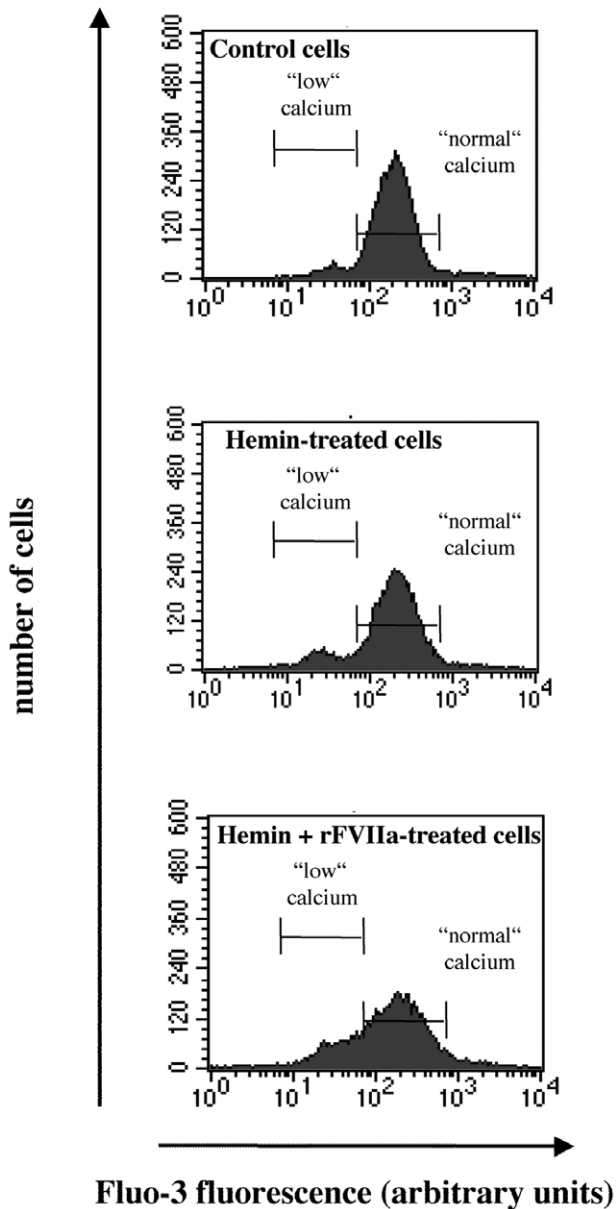 Control cells
“low“
calcium
“normal“
calcium
600
480
360
240
120
0
10^0 10^1 10^2 10^3 10^4
Hemin-treated cells
“low“
calcium
“normal“
calcium
600
480
360
240
120
0
10^0 10^1 10^2 10^3 10^4
Hemin + rFVIIa-treated cells
“low“
calcium
“normal“
calcium
600
480
360
240
120
0
10^0 10^1 10^2 10^3 10^4
number of cells
Fluo-3 fluorescence (arbitrary units)